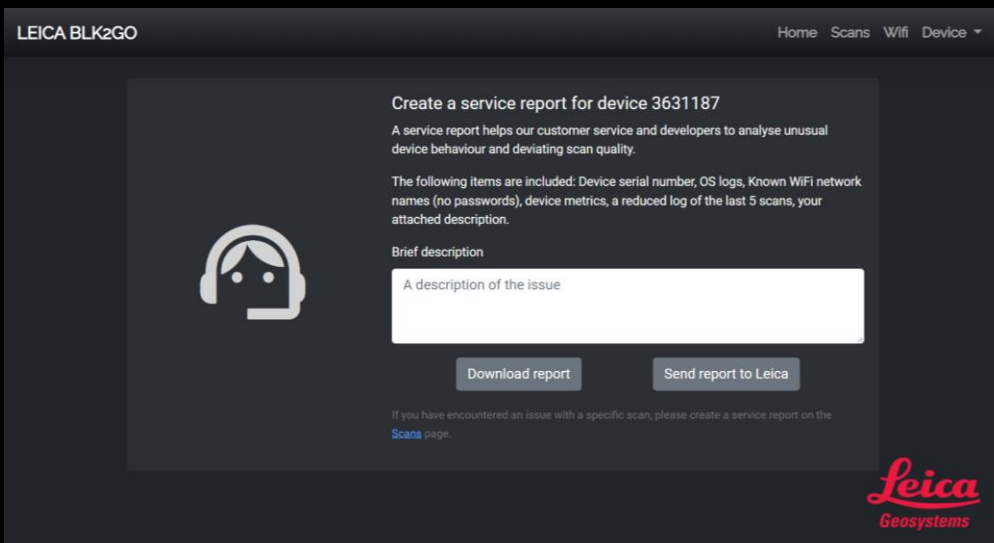 LEICA BLK2GO
Home Scans Wifi Device
Create a service report for device 3631187
A service report helps our customer service and developers to analyse unusual
device behaviour and deviating scan quality.
The following items are included: Device serial number, OS logs, Known WiFi network
names (no passwords), device metrics, a reduced log of the last 5 scans, your
attached description.
Brief description
A description of the issue
Download report
Send report to Leica
If you have encountered an issue with a specific scan, please create a service report on the
Scans page.
Leica
Geosystems